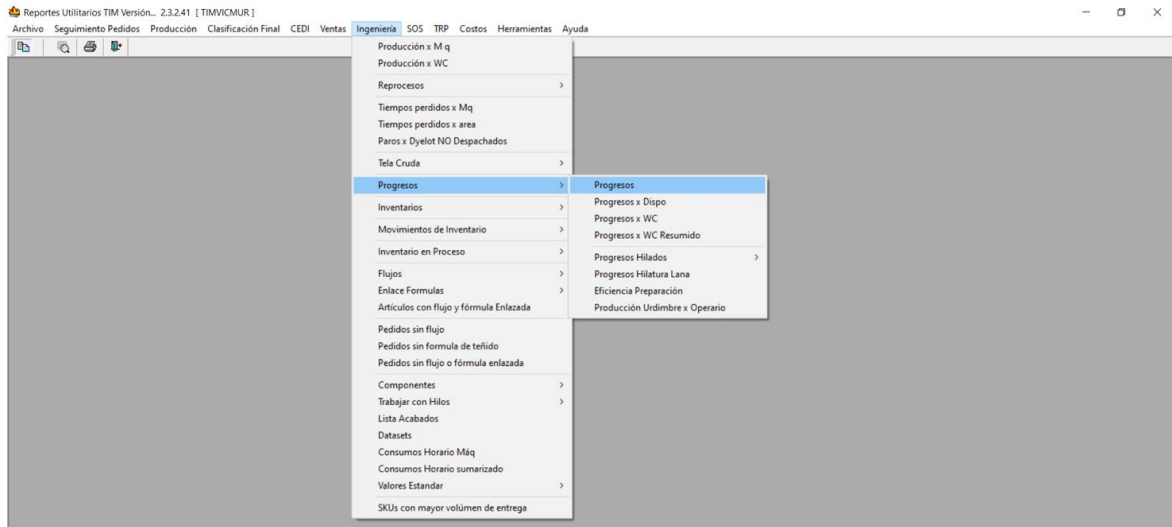 Reportes Utilitarios TIM Versión... 2.3.2.41 [ TIMVICMUR ]
Archivo Seguimiento Pedidos Producción Clasificación Final CEDI Ventas Ingeniería SOS TRP Costos Herramientas Ayuda
Producción x M q
Producción x WC
Reprocesos
Tiempos perdidos x Mq
Tiempos perdidos x area
Paros x Dyelot NO Despachados
Tela Cruda
Progresos
Inventarios
Movimientos de Inventario
Inventario en Proceso
Flujos
Enlace Formulas
Artículos con flujo y fórmula Enlazada
Pedidos sin flujo
Pedidos sin formula de teñido
Pedidos sin flujo o fórmula enlazada
Componentes
Trabajar con Hilos
Lista Acabados
Datasets
Consumos Horario Máq
Consumos Horario sumarizado
Valores Estandar
SKUs con mayor volúmen de entrega
Progresos
Progresos x Dispo
Progresos x WC
Progresos x WC Resumido
Progresos Hilados
Progresos Hilatura Lana
Eficiencia Preparación
Producción Urdimbre x Operario